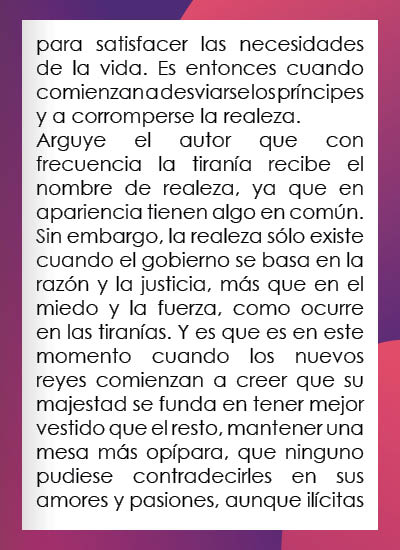 para satisfacer las necesidades
de la vida. Es entonces cuando
comienzan a desviarse los príncipes
y a corromperse la realeza.
Arguye el autor que con
frecuencia la tiranía recibe el
nombre de realeza, ya que en
apariencia tienen algo en común.
Sin embargo, la realeza sólo existe
cuando el gobierno se basa en la
razón y la justicia, más que en el
miedo y la fuerza, como ocurre
en las tiranías. Y es que es en este
momento cuando los nuevos
reyes comienzan a creer que su
majestad se funda en tener mejor
vestido que el resto, mantener una
mesa más opípara, que ninguno
pudiese contradecirles en sus
amores y pasiones, aunque ilícitas